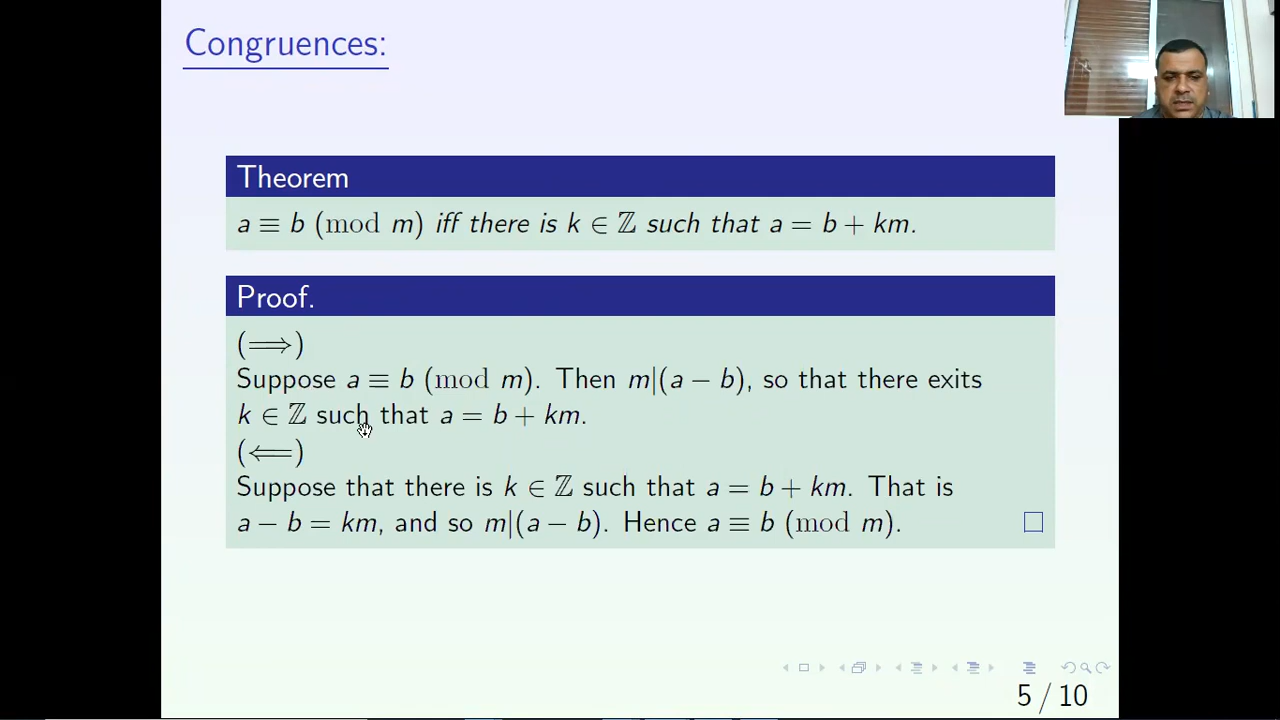 Congruences:
Theorem
a ≡ b (mod m) iff there is k ∈ ℤ such that a = b + km.
Proof.
(⟹)
Suppose a ≡ b (mod m). Then m|(a − b), so that there exits
k ∈ ℤ such that a = b + km.
(⟸)
Suppose that there is k ∈ ℤ such that a = b + km. That is
a − b = km, and so m|(a − b). Hence a ≡ b (mod m). □
5 / 10